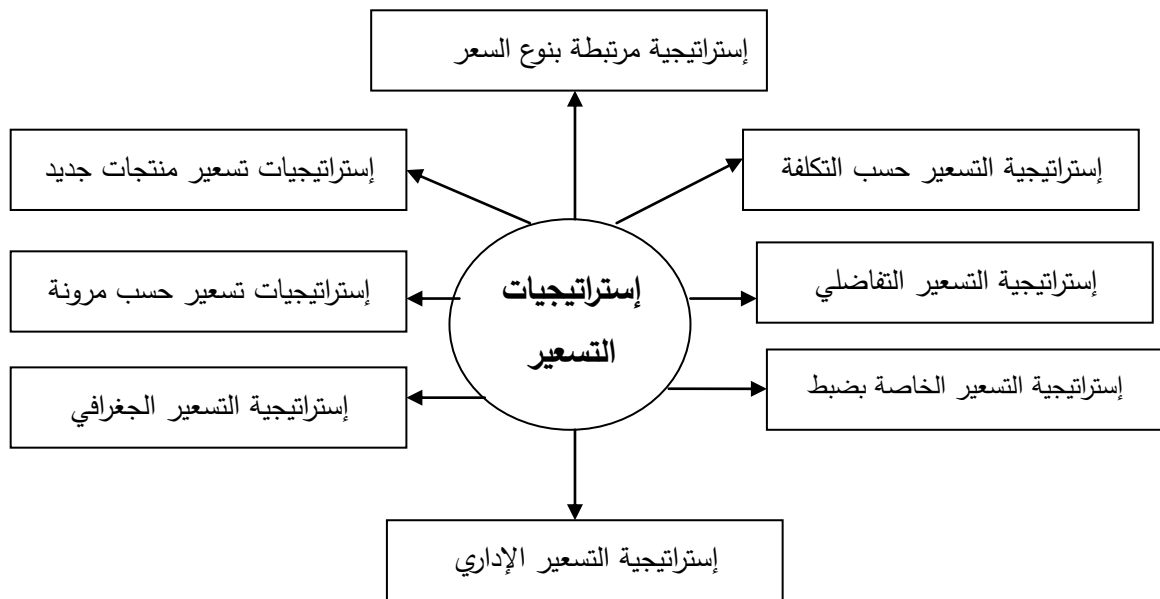 إستراتيجية مرتبطة بنوع السعر
إستراتيجية التسعير حسب التكلفة
إستراتيجيات تسعير منتجات جديد
إستراتيجية التسعير التفاضلي
إستراتيجيات
التسعير
إستراتيجيات تسعير حسب مرونة
إستراتيجية التسعير الخاصة بضبط
إستراتيجية التسعير الجغرافي
إستراتيجية التسعير الإداري